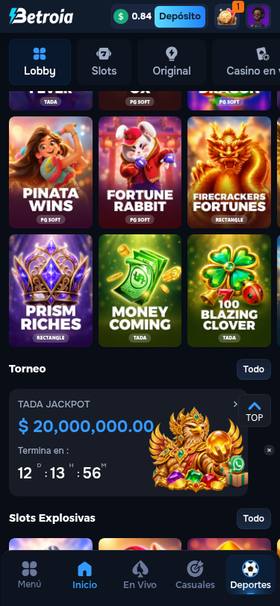 Betroia
$ 0.84 Depósito
1
Lobby Slots Original Casino en
TADA PG SOFT PG SOFT
PINATA
WINS
PG SOFT
FORTUNE
RABBIT
PG SOFT
FIRECRACKERS
FORTUNES
RECTANGLE
PRISM
RICHES
RECTANGLE
MONEY
COMING
TADA
100
BLAZING
CLOVER
TADA
Torneo Todo
TADA JACKPOT
$ 20,000,000.00
TOP
Termina en :
12 D : 13 H : 56 M
Slots Explosivas Todo
Menú Inicio En Vivo Casuales Deportes